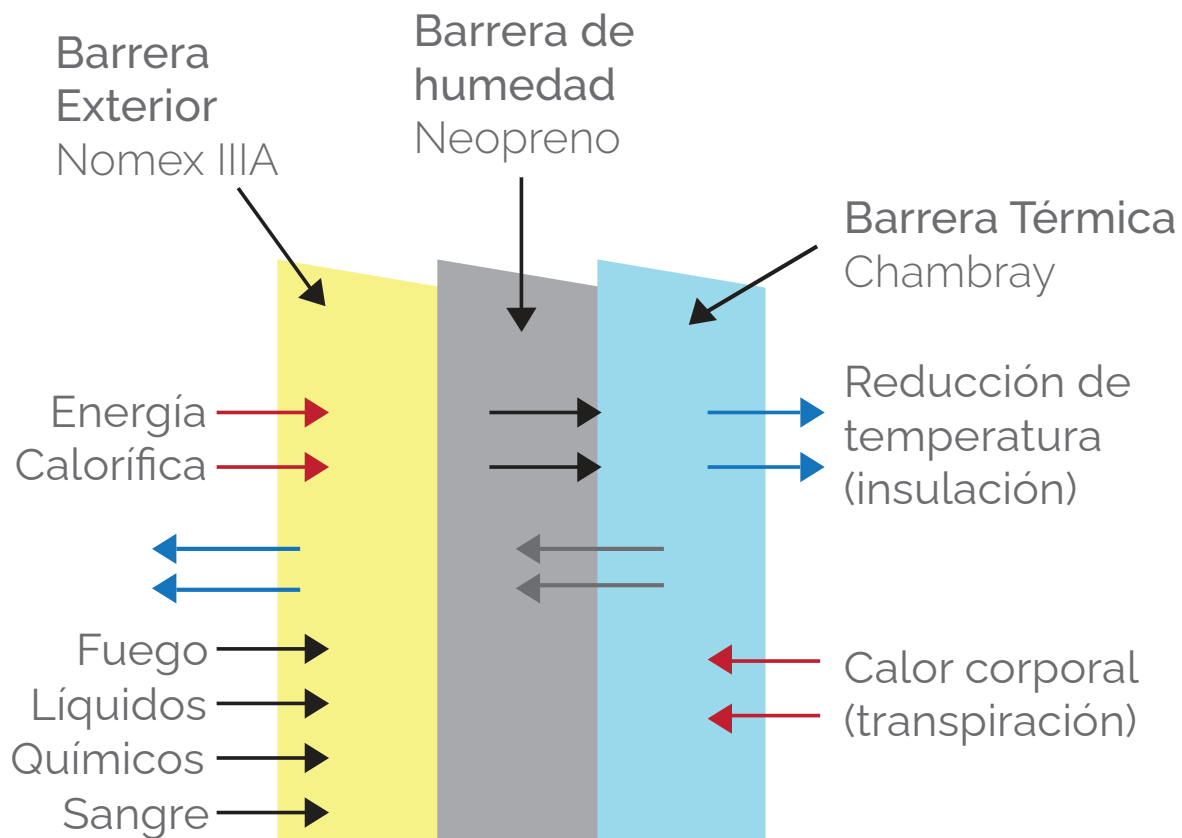 Barrera
Exterior
Nomex IIIA
Barrera de
humedad
Neopreno
Barrera Térmica
Chambray
Energía
Calorífica
Reducción de
temperatura
(insulación)
Fuego
Líquidos
Químicos
Sangre
Calor corporal
(transpiración)